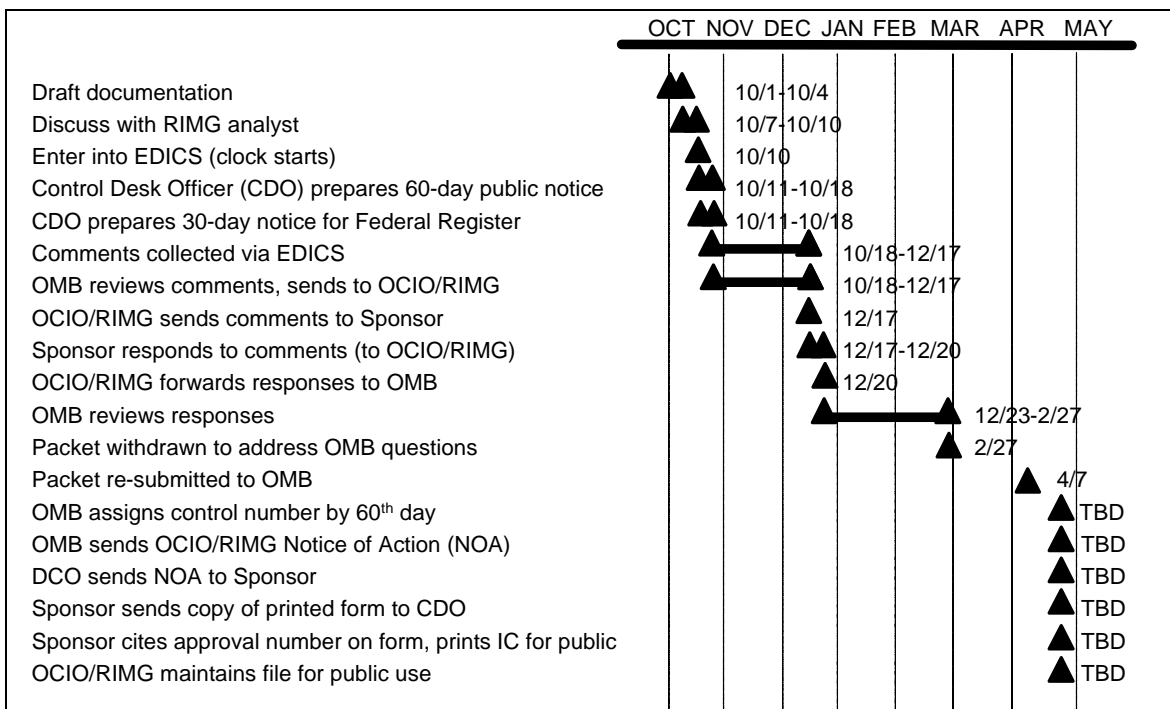 OCT NOV DEC JAN FEB MAR APR MAY
Draft documentation 10/1-10/4
Discuss with RIMG analyst 10/7-10/10
Enter into EDICS (clock starts) 10/10
Control Desk Officer (CDO) prepares 60-day public notice 10/11-10/18
CDO prepares 30-day notice for Federal Register 10/11-10/18
Comments collected via EDICS 10/18-12/17
OMB reviews comments, sends to OCIO/RIMG 10/18-12/17
OCIO/RIMG sends comments to Sponsor 12/17
Sponsor responds to comments (to OCIO/RIMG) 12/17-12/20
OCIO/RIMG forwards responses to OMB 12/20
OMB reviews responses 12/23-2/27
Packet withdrawn to address OMB questions 2/27
Packet re-submitted to OMB 4/7
OMB assigns control number by 60th day TBD
OMB sends OCIO/RIMG Notice of Action (NOA) TBD
DCO sends NOA to Sponsor TBD
Sponsor sends copy of printed form to CDO TBD
Sponsor cites approval number on form, prints IC for public TBD
OCIO/RIMG maintains file for public use TBD